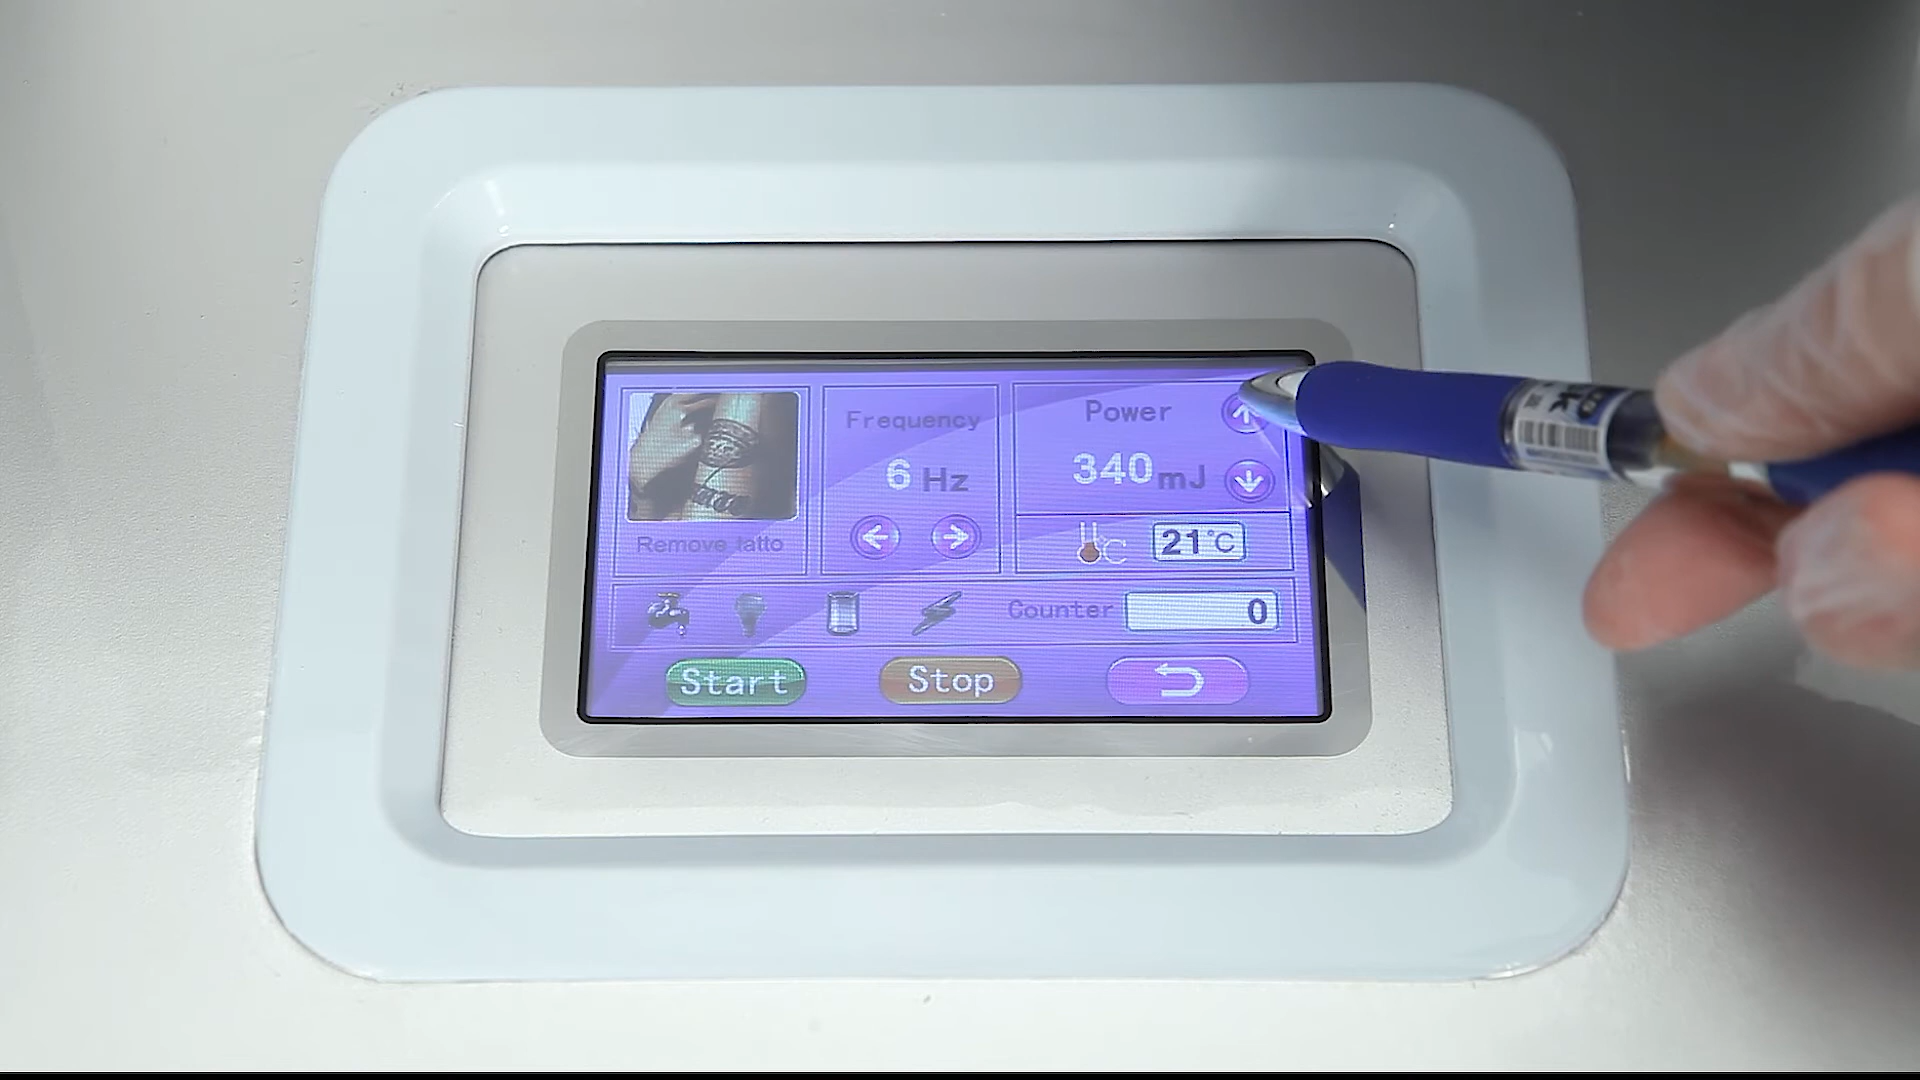 Frequency
6 Hz
Power
340 mJ
Remove tatto
°C
21°C
Counter 0
Start
Stop